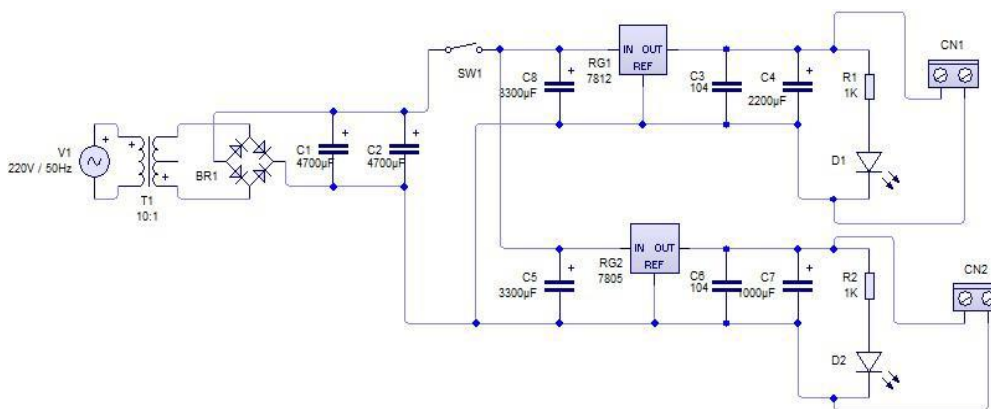 V1
220V / 50Hz
T1
10:1
BR1
C1
4700µF
C2
4700µF
SW1
C8
3300µF
RG1
7812
IN OUT
REF
C3
104
C4
2200µF
R1
1K
D1
CN1
C5
3300µF
RG2
7805
IN OUT
REF
C6
104
C7
1000µF
R2
1K
D2
CN2